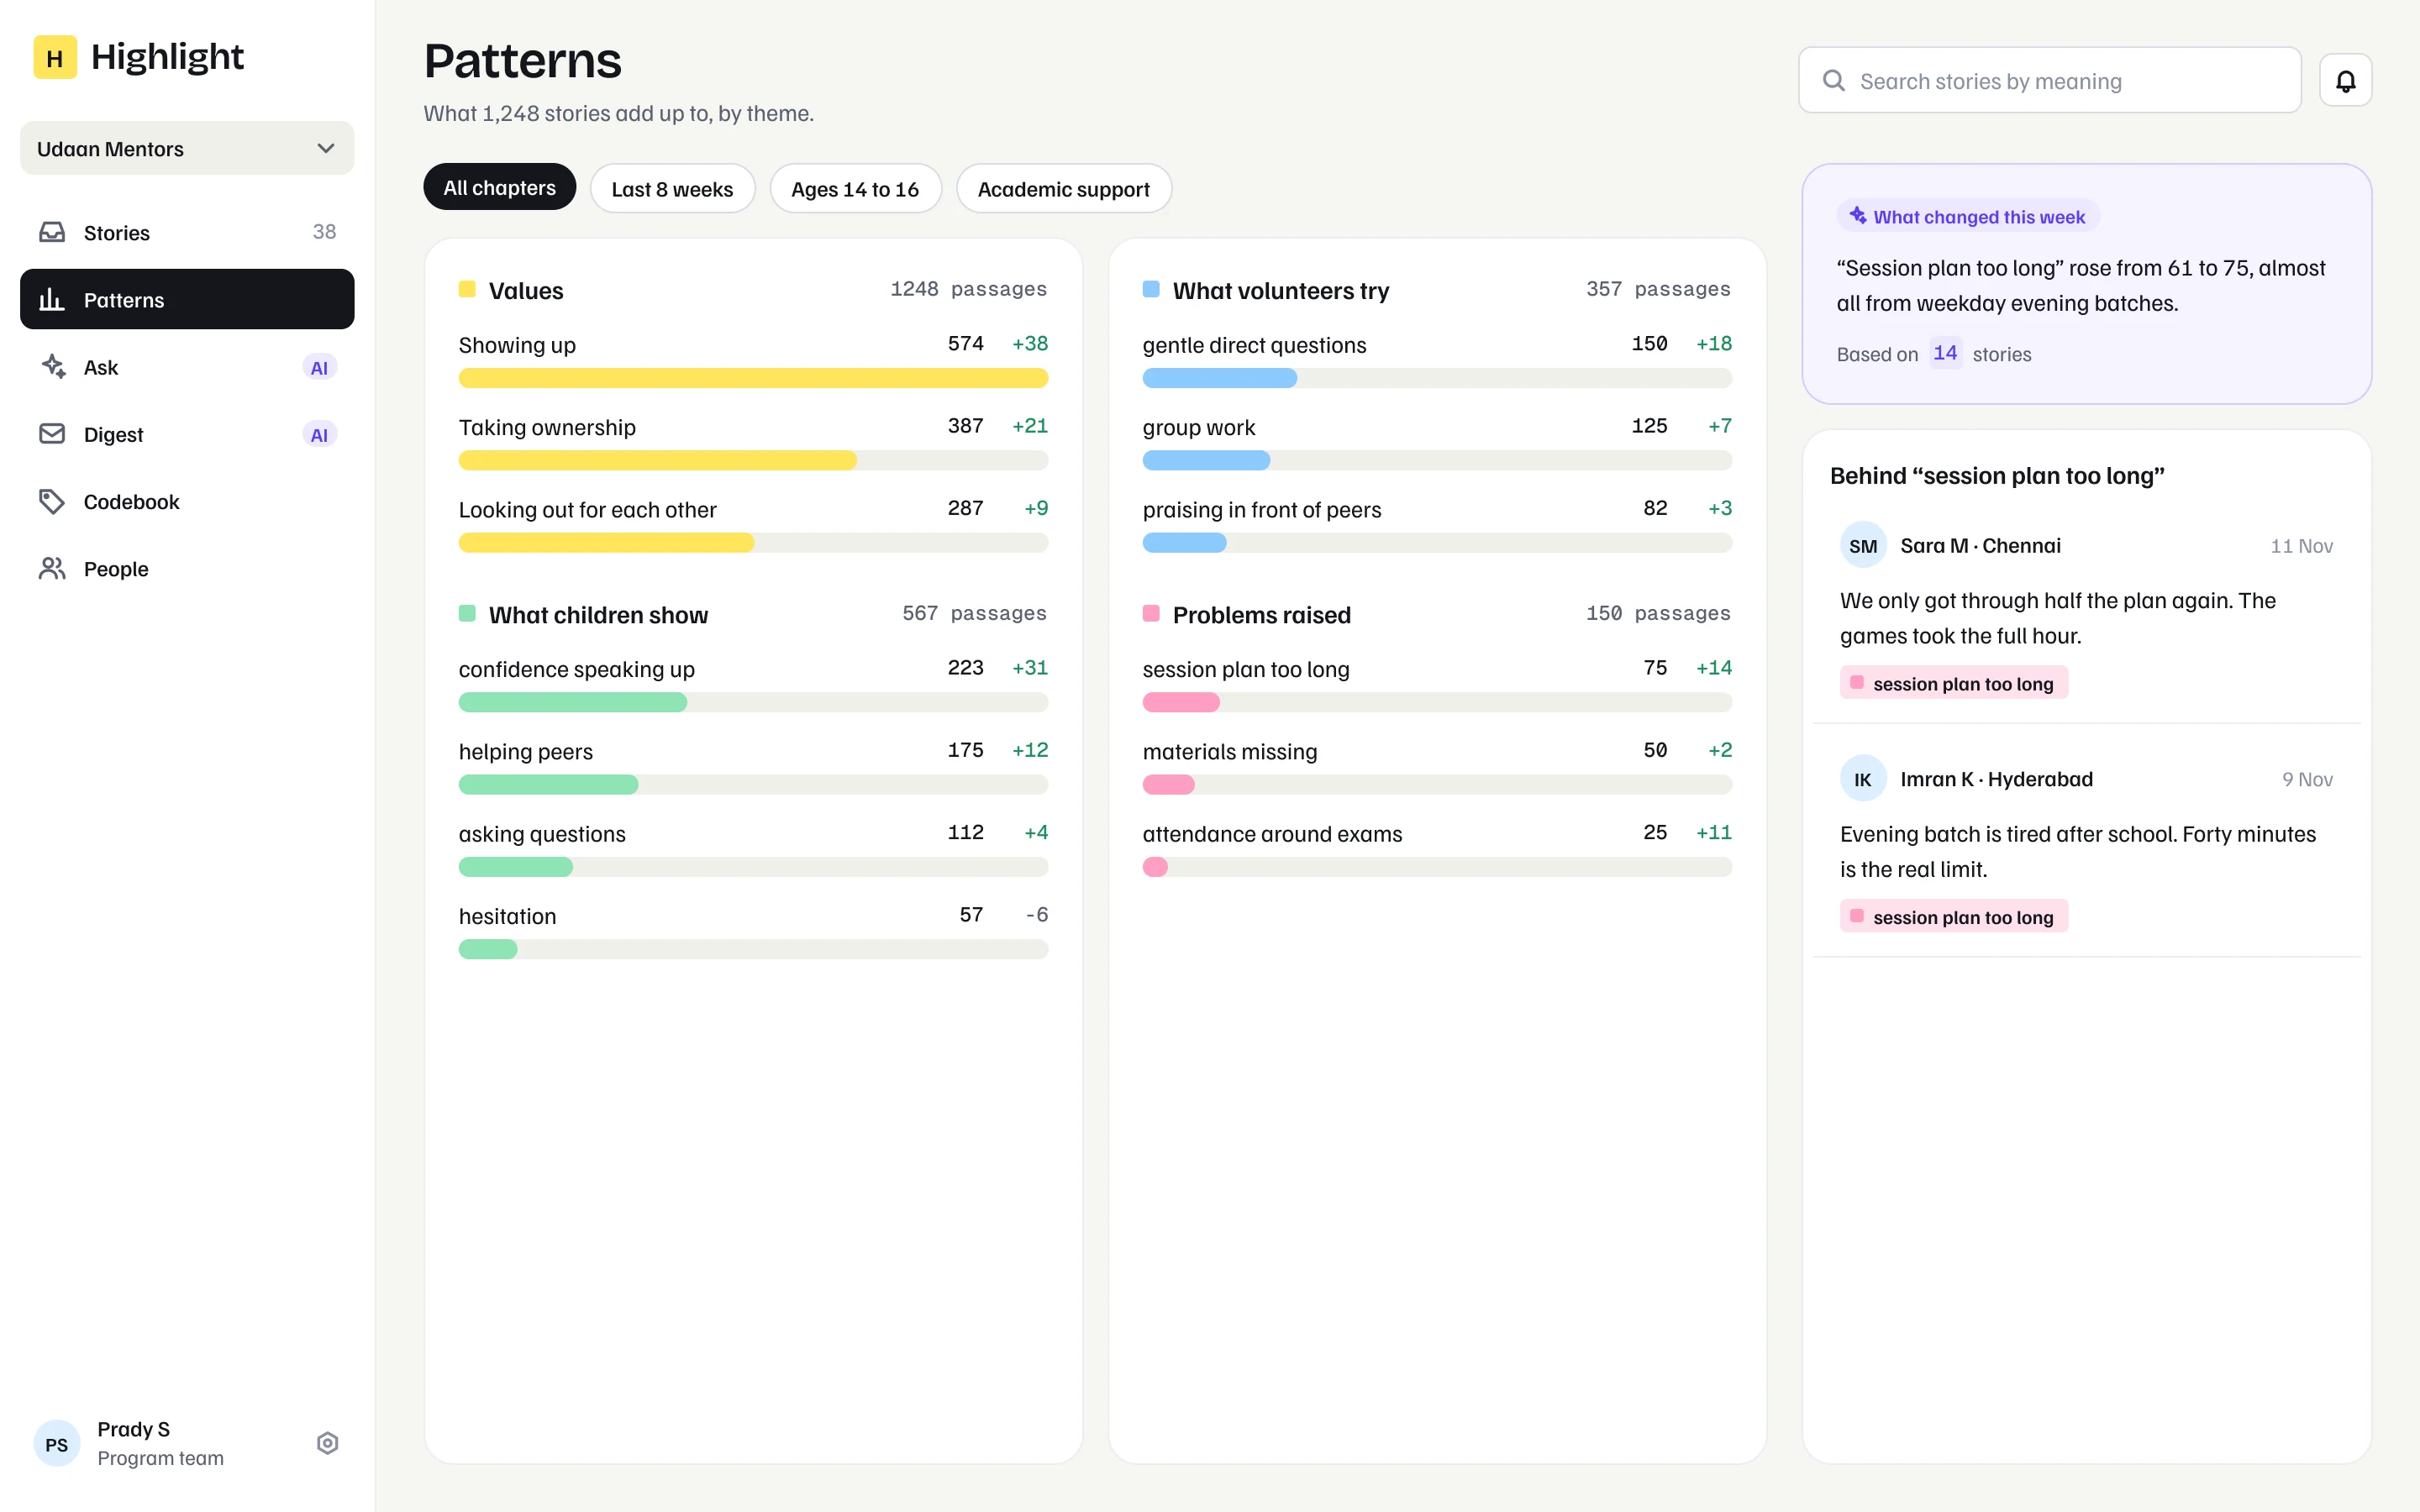 H Highlight
Udaan Mentors
Stories 38
Patterns
Ask AI
Digest AI
Codebook
People
PS Prady S
Program team
Patterns
What 1,248 stories add up to, by theme.
Search stories by meaning
All chapters Last 8 weeks Ages 14 to 16 Academic support
Values 1248 passages
Showing up 574 +38
Taking ownership 387 +21
Looking out for each other 287 +9
What children show 567 passages
confidence speaking up 223 +31
helping peers 175 +12
asking questions 112 +4
hesitation 57 -6
What volunteers try 357 passages
gentle direct questions 150 +18
group work 125 +7
praising in front of peers 82 +3
Problems raised 150 passages
session plan too long 75 +14
materials missing 50 +2
attendance around exams 25 +11
What changed this week
“Session plan too long” rose from 61 to 75, almost
all from weekday evening batches.
Based on 14 stories
Behind “session plan too long”
SM Sara M · Chennai 11 Nov
We only got through half the plan again. The
games took the full hour.
session plan too long
IK Imran K · Hyderabad 9 Nov
Evening batch is tired after school. Forty minutes
is the real limit.
session plan too long